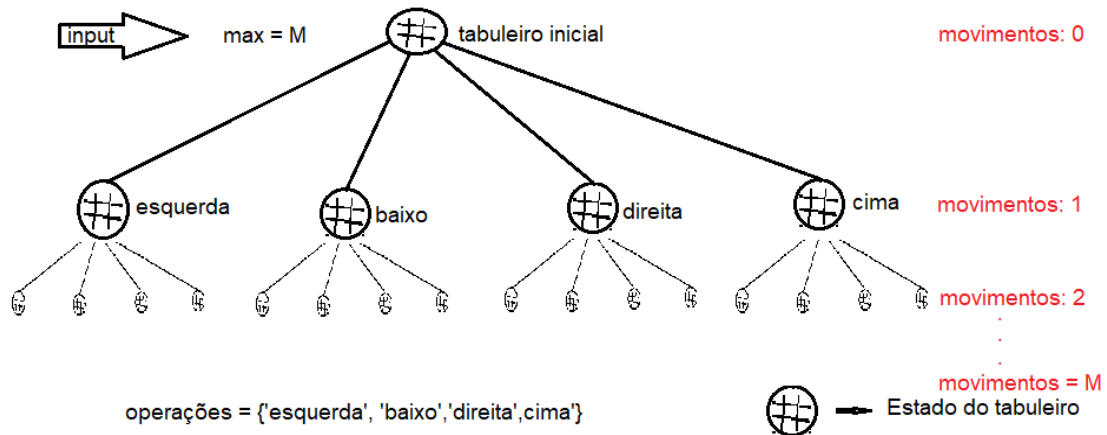 input
max = M
tabuleiro inicial
movimentos: 0
esquerda
baixo
direita
cima
movimentos: 1
movimentos: 2
.
.
.
movimentos = M
operações = {'esquerda', 'baixo','direita',cima'}
Estado do tabuleiro